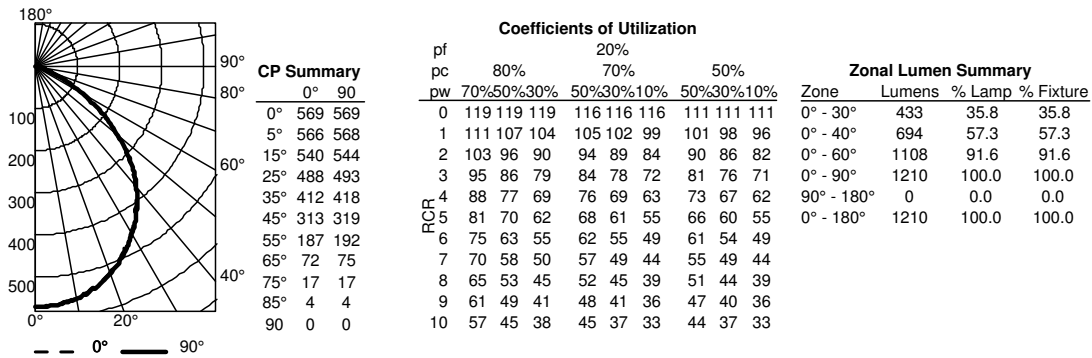 180°
90°
80°
60°
40°
20°
0°
100
200
300
400
500
0° 90°
CP Summary
0° 90
0° 569 569
5° 566 568
15° 540 544
25° 488 493
35° 412 418
45° 313 319
55° 187 192
65° 72 75
75° 17 17
85° 4 4
90 0 0
Coefficients of Utilization
pf 20%
pc 80% 70% 50%
pw 70%50%30% 50%30%10% 50%30%10%
RCR
0 119 119 119 116 116 116 111 111 111
1 111 107 104 105 102 99 101 98 96
2 103 96 90 94 89 84 90 86 82
3 95 86 79 84 78 72 81 76 71
4 88 77 69 76 69 63 73 67 62
5 81 70 62 68 61 55 66 60 55
6 75 63 55 62 55 49 61 54 49
7 70 58 50 57 49 44 55 49 44
8 65 53 45 52 45 39 51 44 39
9 61 49 41 48 41 36 47 40 36
10 57 45 38 45 37 33 44 37 33
Zonal Lumen Summary
Zone Lumens % Lamp % Fixture
0° - 30° 433 35.8 35.8
0° - 40° 694 57.3 57.3
0° - 60° 1108 91.6 91.6
0° - 90° 1210 100.0 100.0
90° - 180° 0 0.0 0.0
0° - 180° 1210 100.0 100.0